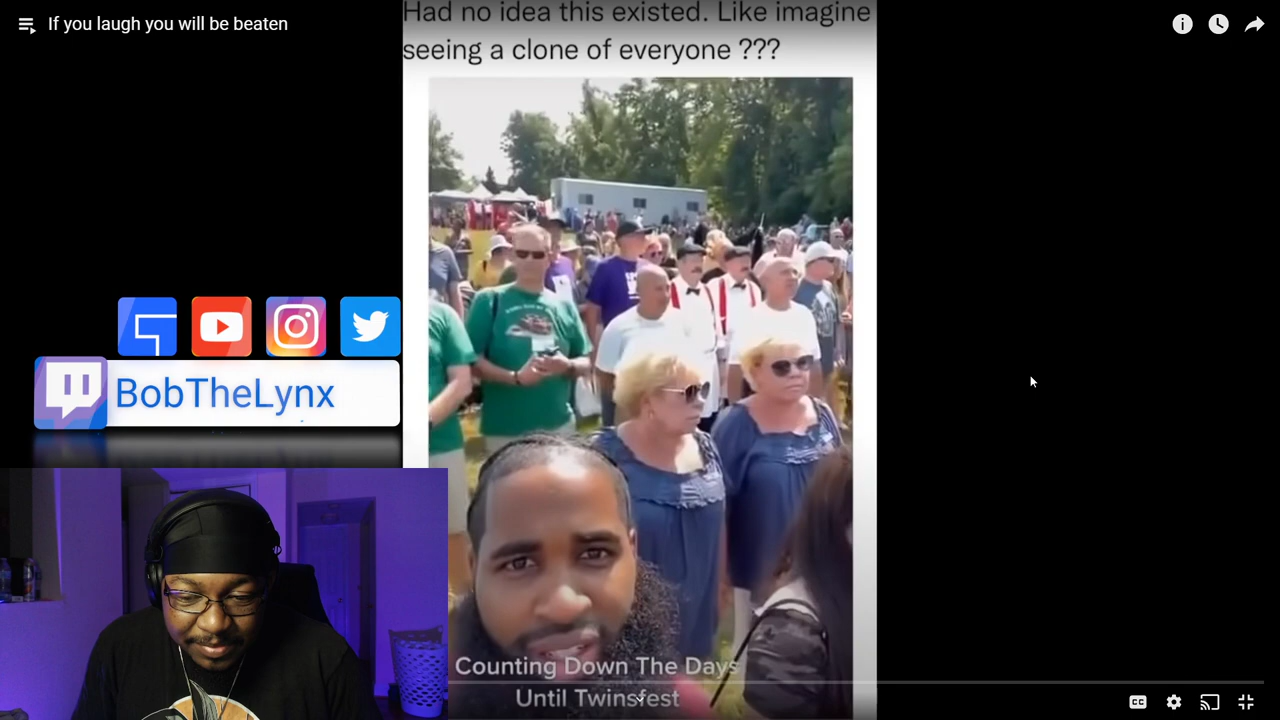 If you laugh you will be beaten
Had no idea this existed. Like imagine
seeing a clone of everyone ???
BobTheLynx
Counting Down The Days
Until Twinsfest
CC